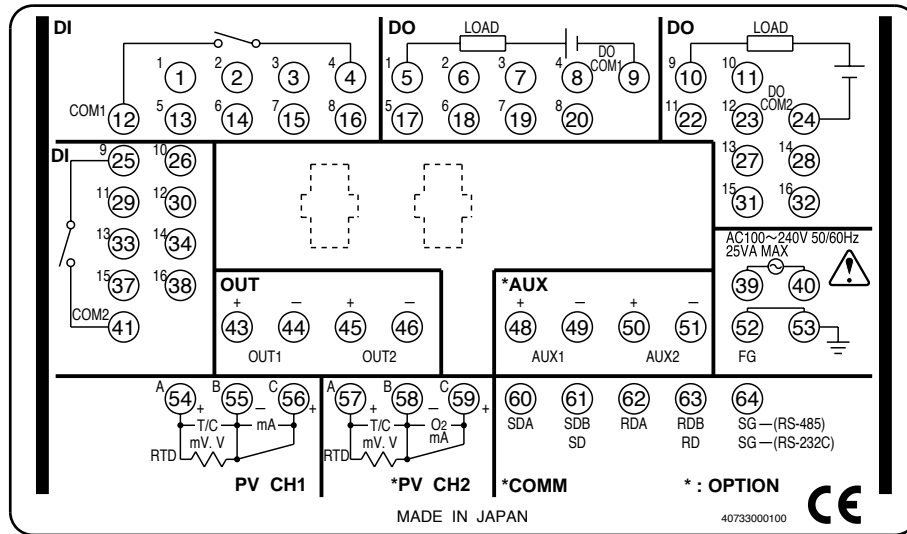 DI
DO
LOAD
DO
LOAD
1 2 3 4
1 2 3 4 DO COM1
9 10
1 2 3 4
5 6 7 8 9
10 11
COM1 5 6 7 8
5 6 7 8
11 12 DO COM2
12 13 14 15 16
17 18 19 20
22 23 24
DI
9 10
25 26
13 14
27 28
11 12
29 30
15 16
31 32
13 14
33 34
AC100～240V 50/60Hz
25VA MAX
15 16
37 38
39 40
OUT
*AUX
+ − + −
+ − + −
COM2
41
43 44 45 46
48 49 50 51
52 53
OUT1 OUT2
AUX1 AUX2
FG
A B C
54 55 56
+ − +
T/C mA
mV. V
RTD
PV CH1
A B C
57 58 59
+ − +
T/C O2
mV. V mA
RTD
*PV CH2
60 61 62 63 64
SDA SDB RDA RDB SG—(RS-485)
SD RD SG—(RS-232C)
*COMM
* : OPTION
MADE IN JAPAN
40733000100
CE